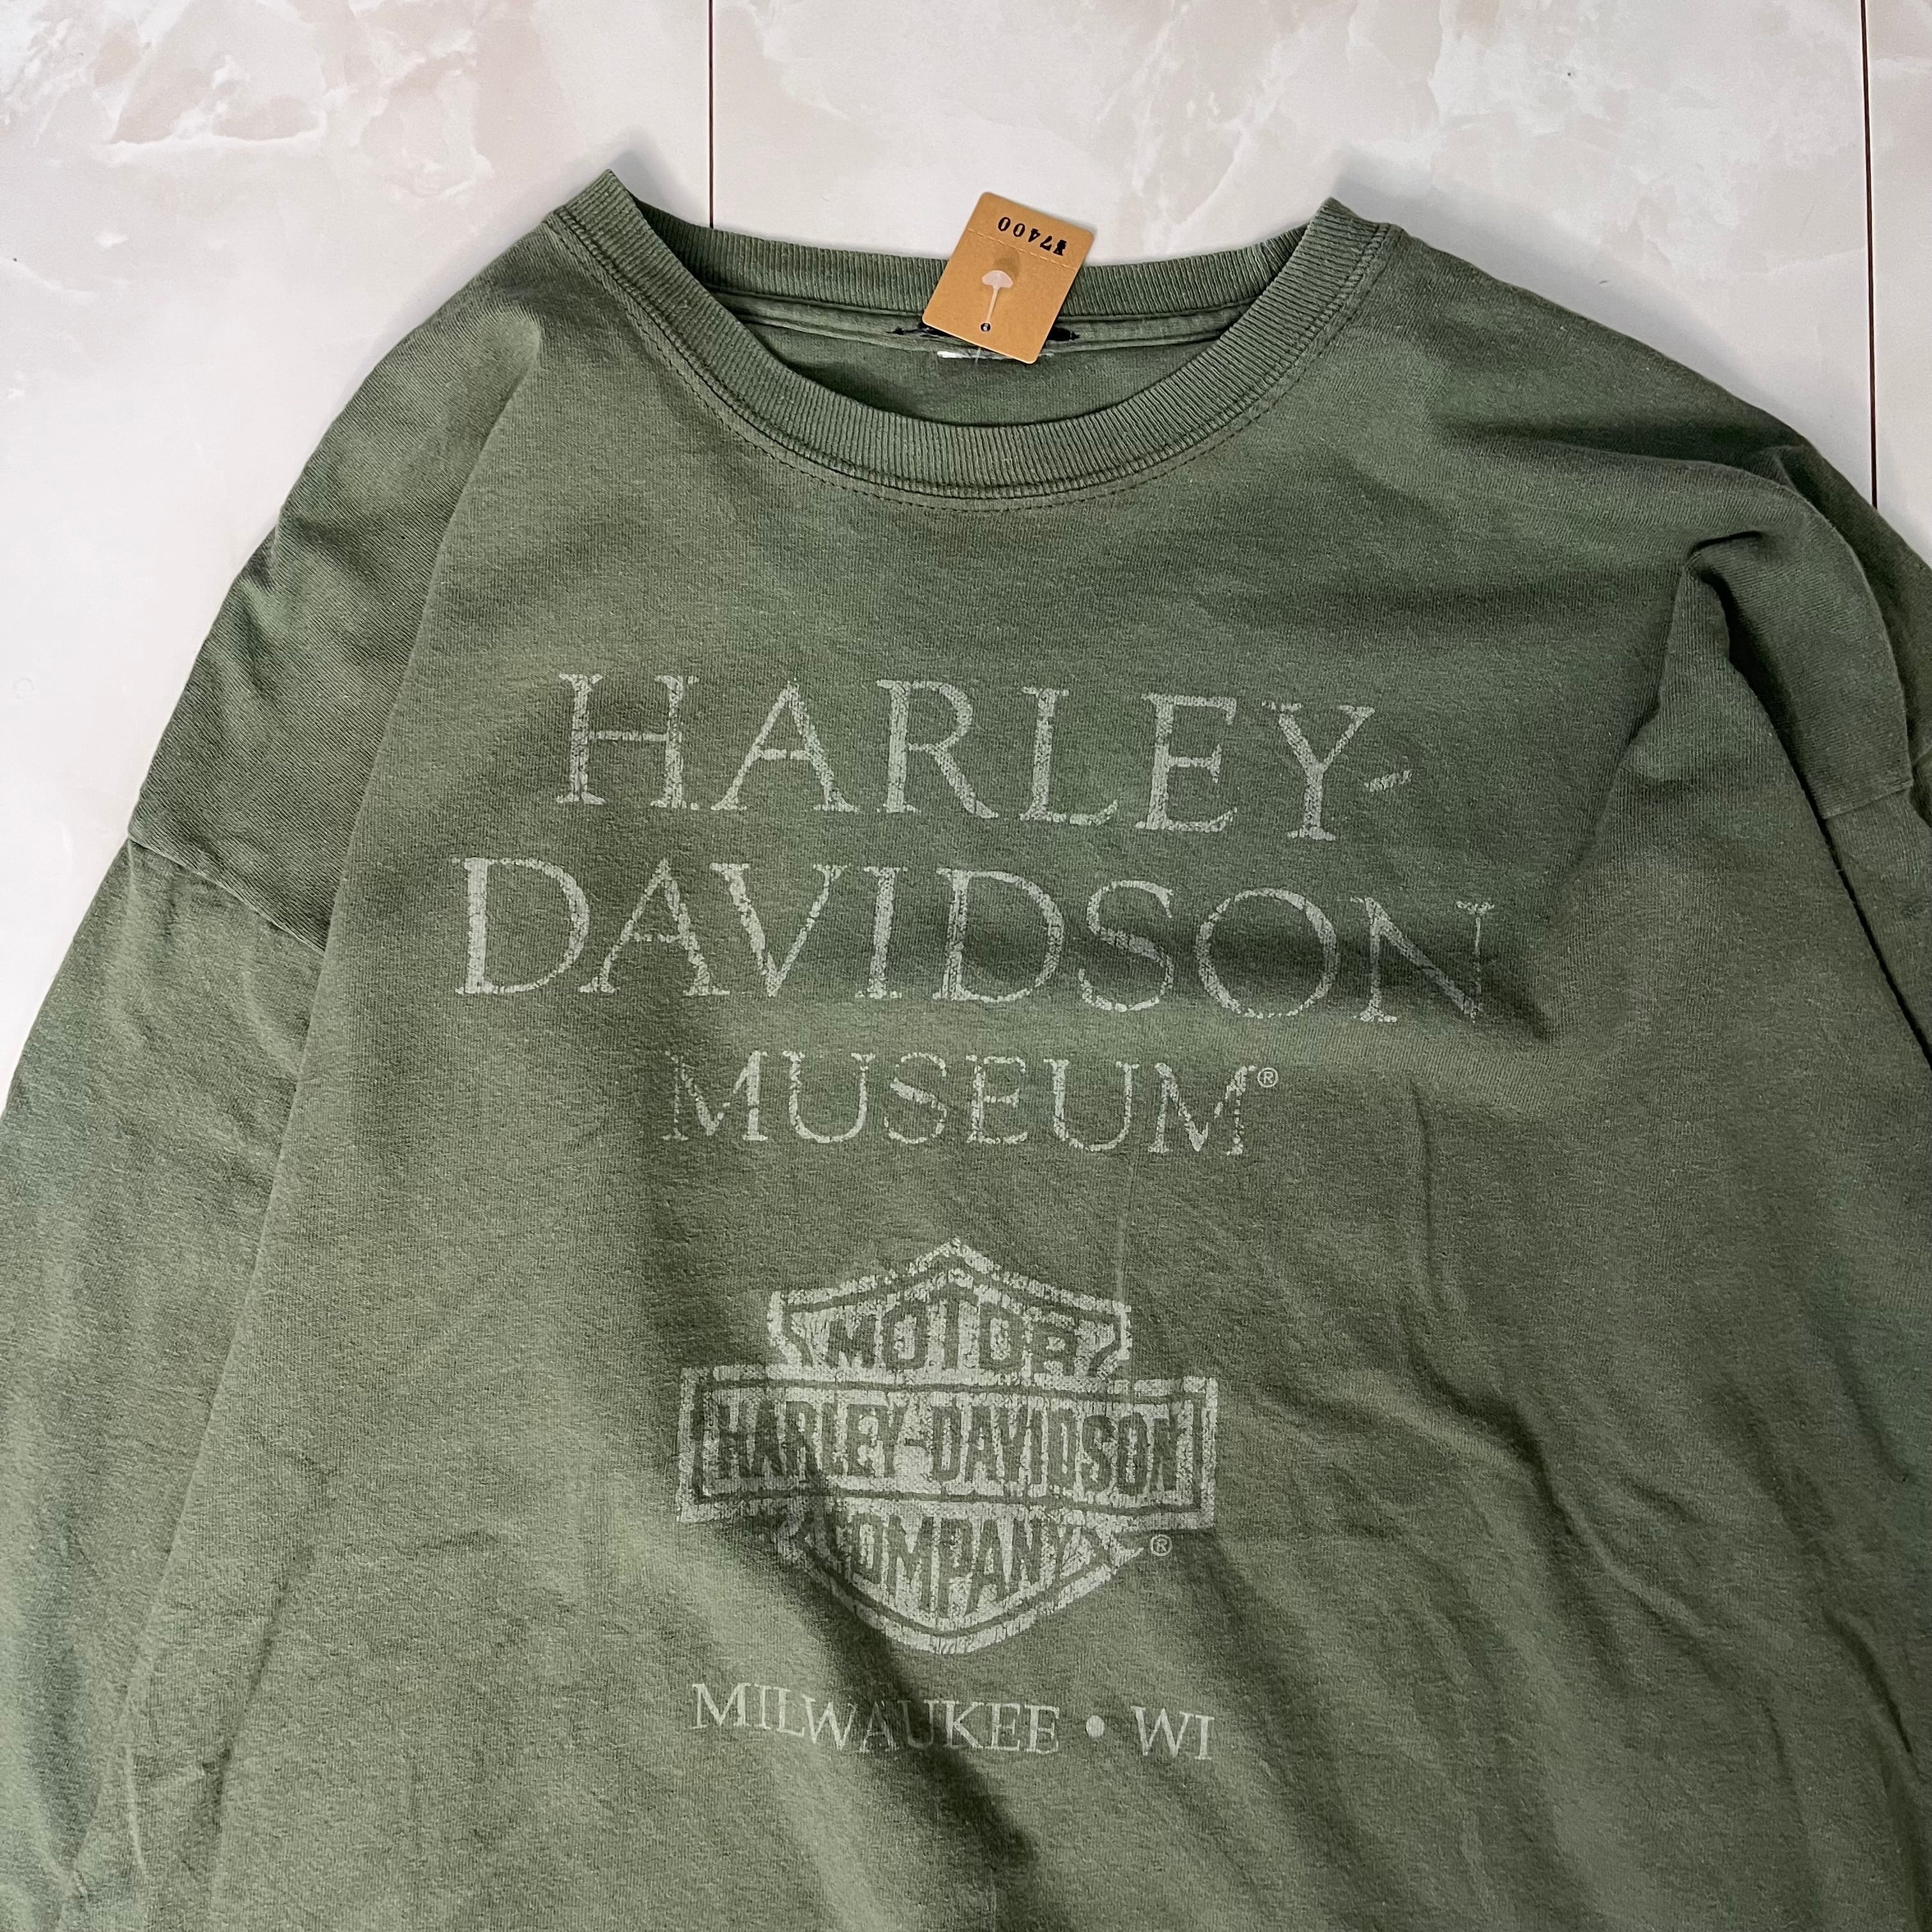 ¥7400
HARLEY-
DAVIDSON
MUSEUM®
MOTOR
HARLEY-DAVIDSON
COMPANY ®
MILWAUKEE • WI